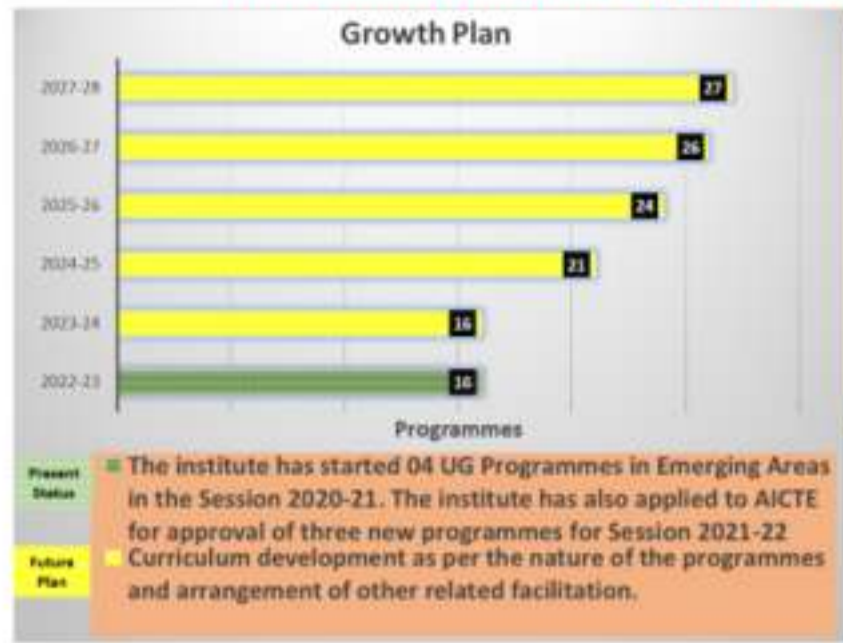 Growth Plan
2027-28
27
2026-27
26
2025-26
24
2024-25
21
2023-24
16
2022-23
16
Programmes
Present
Status
The institute has started 04 UG Programmes in Emerging Areas
in the Session 2020-21. The institute has also applied to AICTE
for approval of three new programmes for Session 2021-22
Future
Plan
Curriculum development as per the nature of the programmes
and arrangement of other related facilitation.